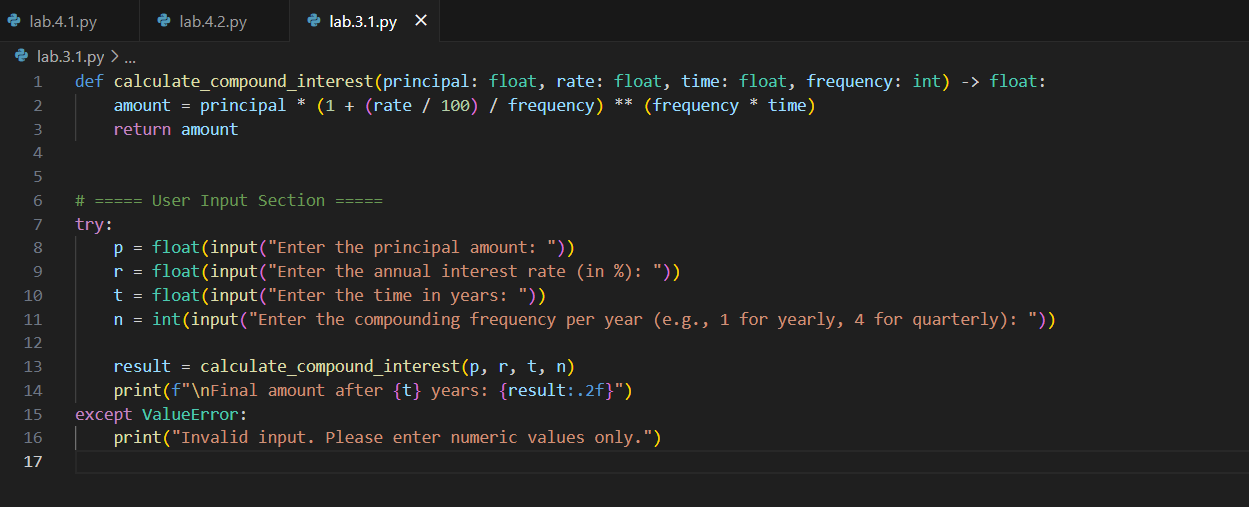 lab.4.1.py lab.4.2.py lab.3.1.py ×
lab.3.1.py > ...
1 def calculate_compound_interest(principal: float, rate: float, time: float, frequency: int) -> float:
2     amount = principal * (1 + (rate / 100) / frequency) ** (frequency * time)
3     return amount
4
5
6 # ===== User Input Section =====
7 try:
8     p = float(input("Enter the principal amount: "))
9     r = float(input("Enter the annual interest rate (in %): "))
10     t = float(input("Enter the time in years: "))
11     n = int(input("Enter the compounding frequency per year (e.g., 1 for yearly, 4 for quarterly): "))
12
13     result = calculate_compound_interest(p, r, t, n)
14     print(f"\nFinal amount after {t} years: {result:.2f}")
15 except ValueError:
16     print("Invalid input. Please enter numeric values only.")
17